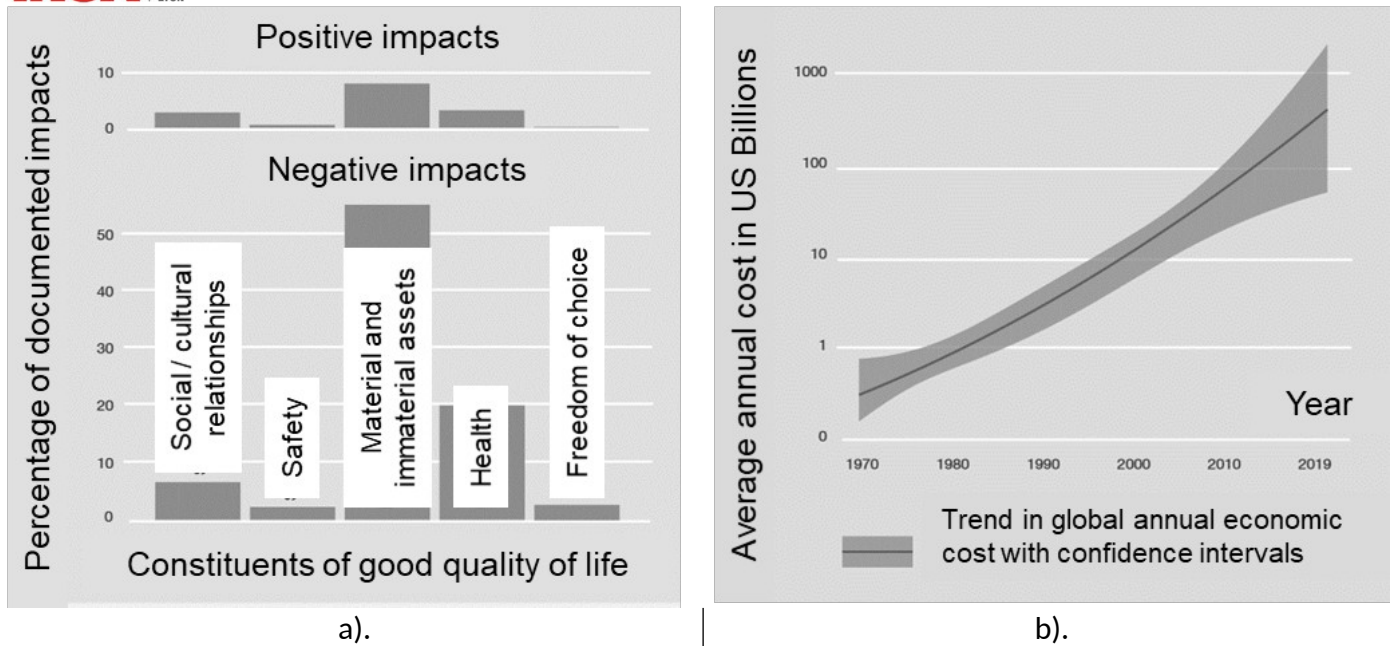 Percentage of documented impacts
Positive impacts
10
0
Negative impacts
50
40
30
20
10
0
Social / cultural
relationships
Safety
Material and
immaterial assets
Health
Freedom of choice
Constituents of good quality of life
a).
Average annual cost in US Billions
1000
100
10
1
0
Year
1970
1980
1990
2000
2010
2019
Trend in global annual economic
cost with confidence intervals
b).